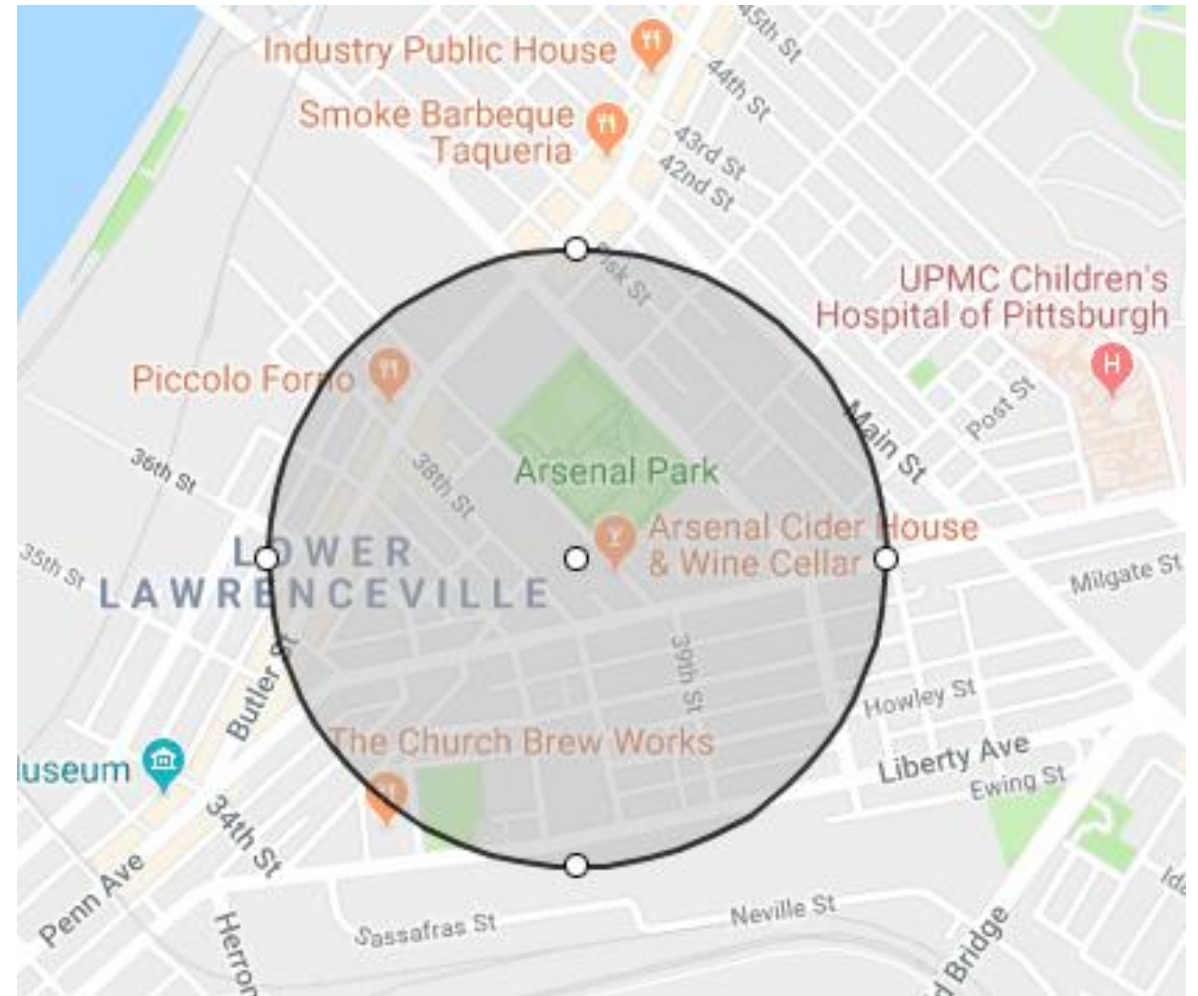 45th St
Industry Public House
44th St
Smoke Barbeque
Taqueria
43rd St
42nd St
Fisk St
UPMC Children's
Hospital of Pittsburgh
H
Piccolo Forno
Post St
Main St
36th St
38th St
Arsenal Park
Arsenal Cider House
& Wine Cellar
35th St
LOWER
LAWRENCEVILLE
Milgate St
39th St
Butler
Howley St
The Church Brew Works
Liberty Ave
useum
Ewing St
34th St
Penn Ave
Herron
Sassafras St
Neville St
Bridge